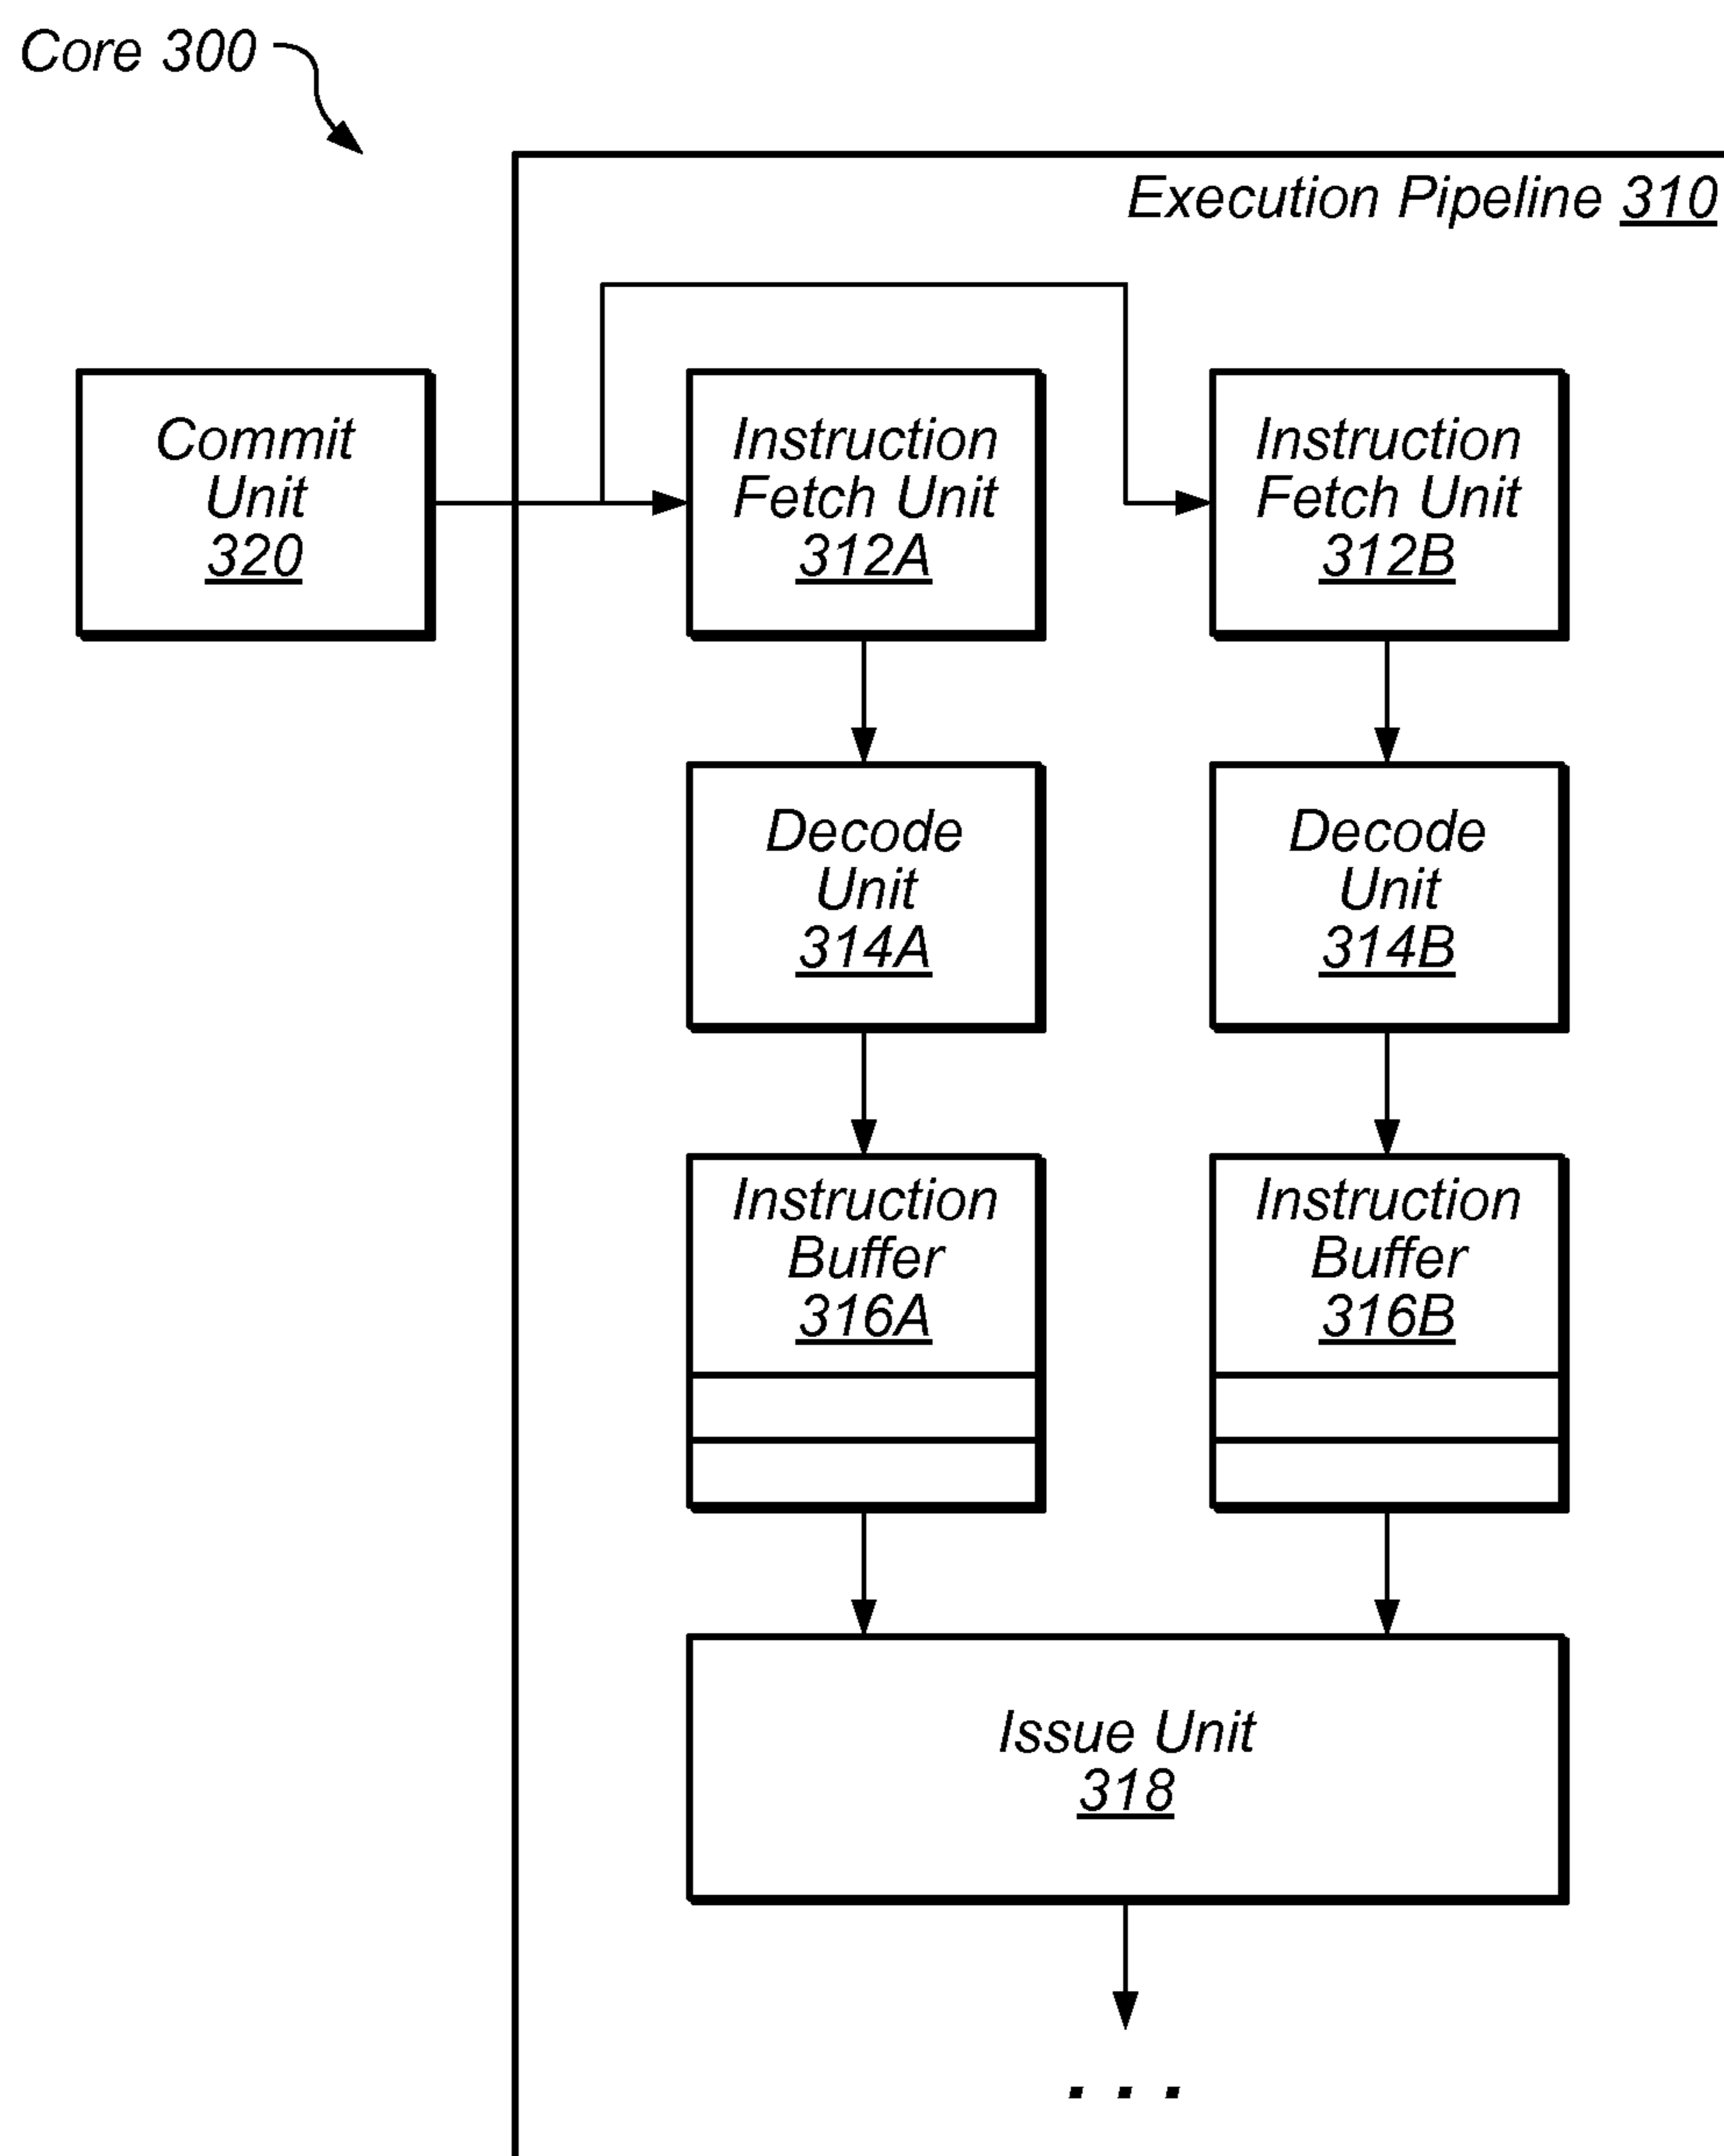 Core 300
Execution Pipeline 310
Commit
Unit
320
Instruction
Fetch Unit
312A
Instruction
Fetch Unit
312B
Decode
Unit
314A
Decode
Unit
314B
Instruction
Buffer
316A
Instruction
Buffer
316B
Issue Unit
318
. . .